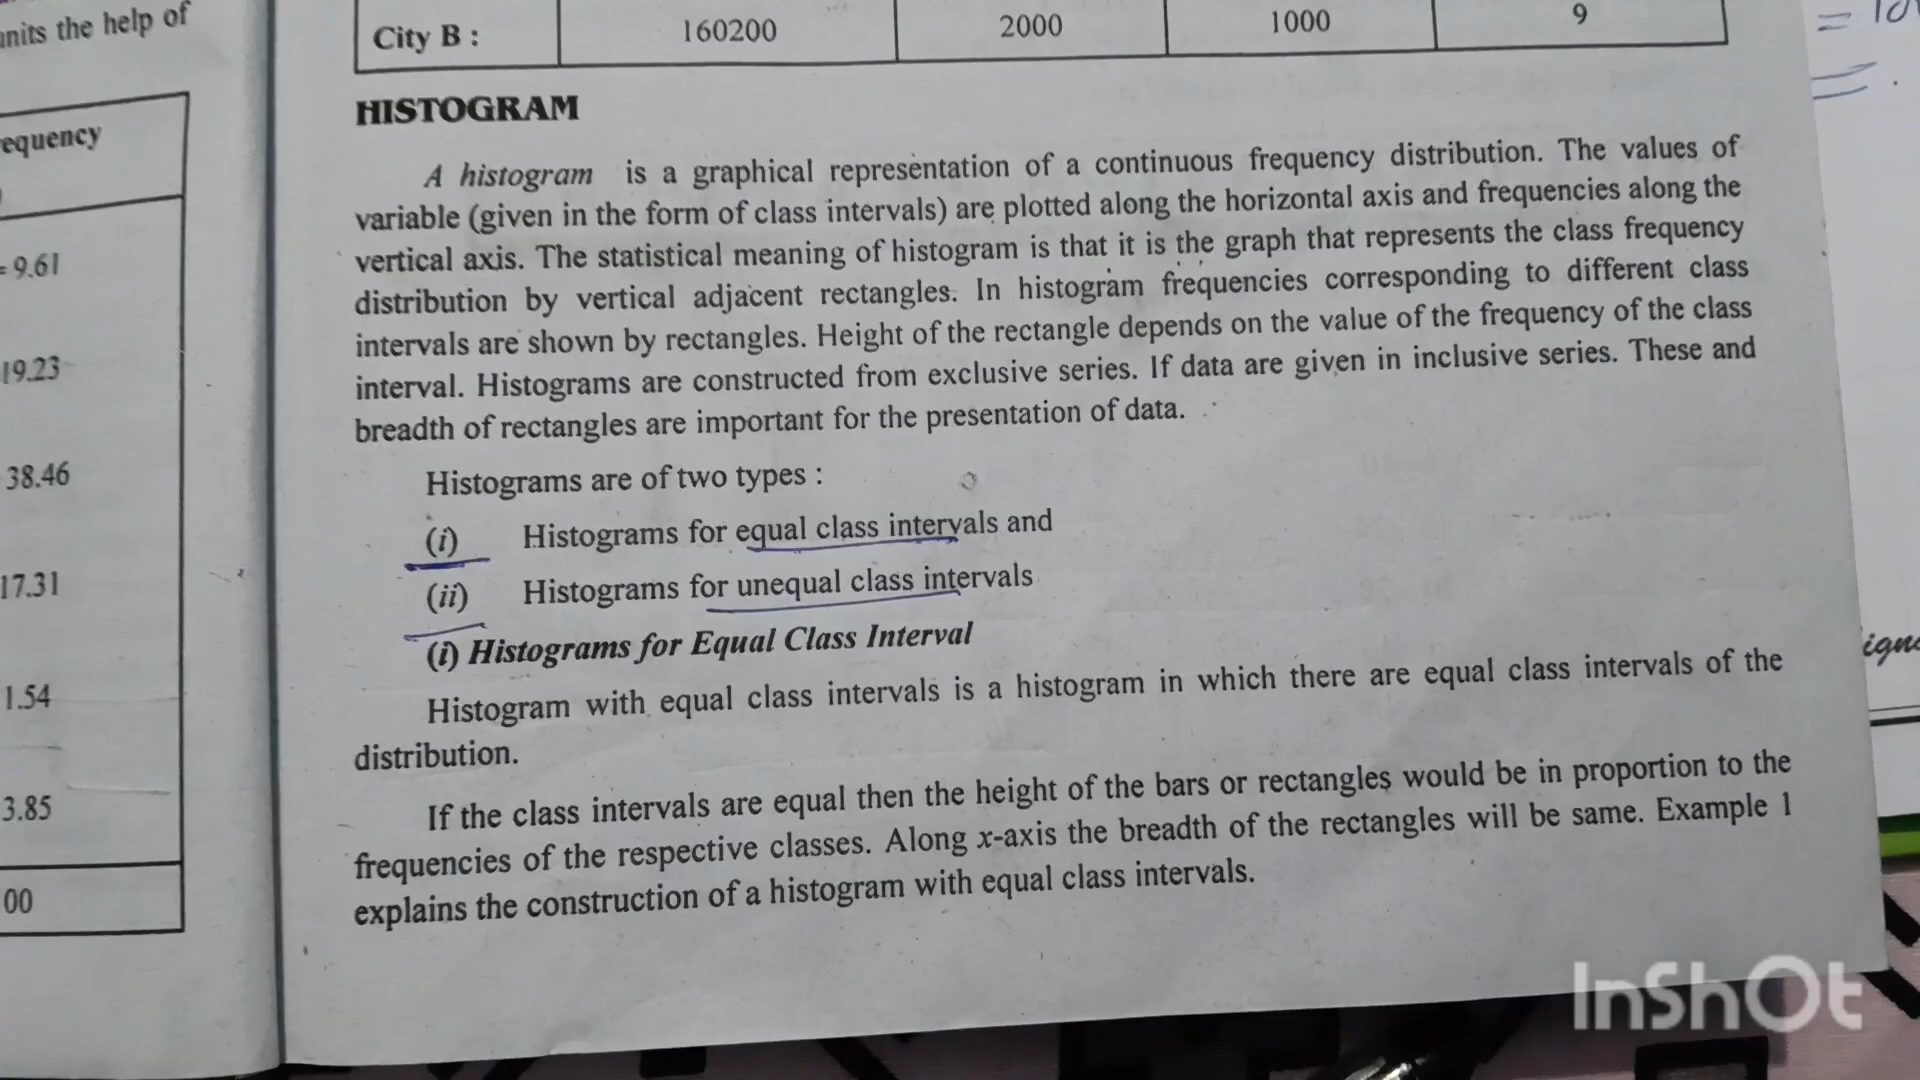 units the help of
equency
= 9.61
19.23
38.46
17.31
1.54
3.85
00
City B : 160200 2000 1000 9
HISTOGRAM
A histogram is a graphical representation of a continuous frequency distribution. The values of
variable (given in the form of class intervals) are plotted along the horizontal axis and frequencies along the
vertical axis. The statistical meaning of histogram is that it is the graph that represents the class frequency
distribution by vertical adjacent rectangles. In histogram frequencies corresponding to different class
intervals are shown by rectangles. Height of the rectangle depends on the value of the frequency of the class
interval. Histograms are constructed from exclusive series. If data are given in inclusive series. These and
breadth of rectangles are important for the presentation of data.
Histograms are of two types :
(i) Histograms for equal class intervals and
(ii) Histograms for unequal class intervals
(i) Histograms for Equal Class Interval
Histogram with equal class intervals is a histogram in which there are equal class intervals of the
distribution.
If the class intervals are equal then the height of the bars or rectangles would be in proportion to the
frequencies of the respective classes. Along x-axis the breadth of the rectangles will be same. Example 1
explains the construction of a histogram with equal class intervals.
InShOt